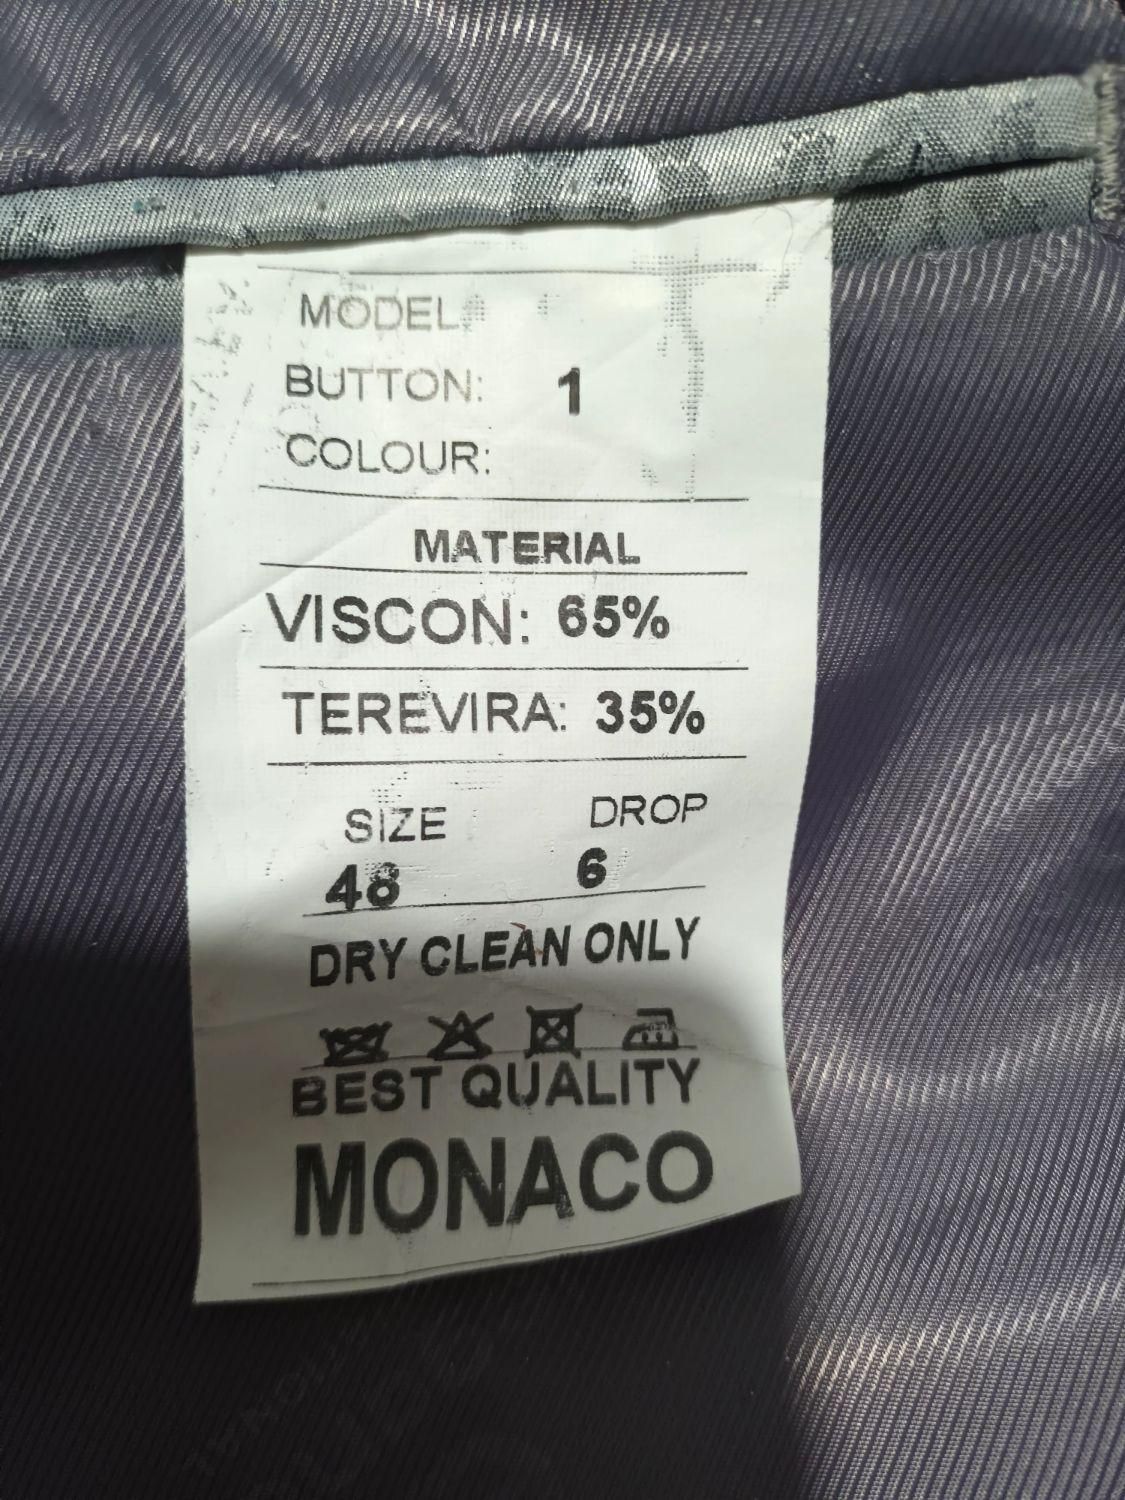 MODEL:
BUTTON: 1
COLOUR:
MATERIAL
VISCON: 65%
TEREVIRA: 35%
SIZE DROP
48 6
DRY CLEAN ONLY
BEST QUALITY
MONACO